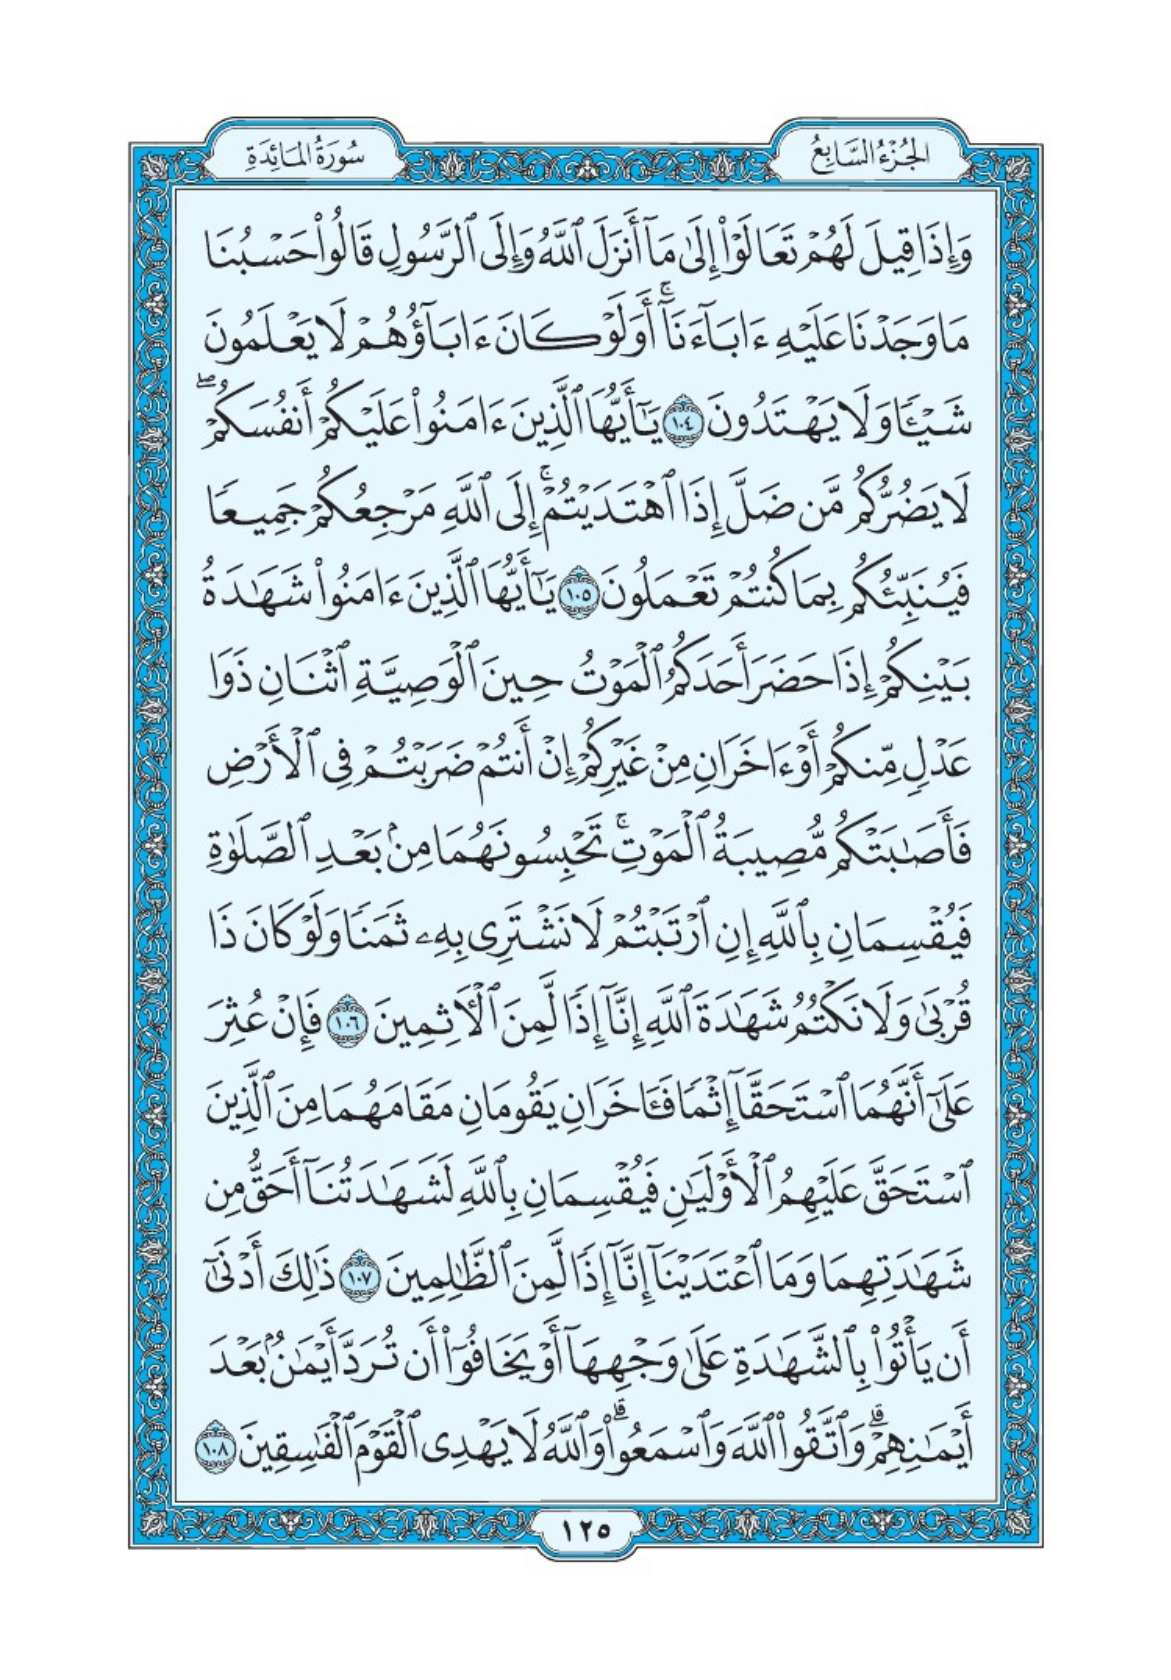 الجُزْءُ السَّابِعُ
سُورَةُ المَائِدَةِ
وَإِذَا قِيلَ لَهُمْ تَعَالَوْا۟ إِلَىٰ مَآ أَنزَلَ ٱللَّهُ وَإِلَى ٱلرَّسُولِ قَالُوا۟ حَسْبُنَا
مَا وَجَدْنَا عَلَيْهِ ءَابَآءَنَآ ۚ أَوَلَوْ كَانَ ءَابَآؤُهُمْ لَا يَعْلَمُونَ
شَيْـًٔا وَلَا يَهْتَدُونَ ١٠٤ يَـٰٓأَيُّهَا ٱلَّذِينَ ءَامَنُوا۟ عَلَيْكُمْ أَنفُسَكُمْ ۖ
لَا يَضُرُّكُم مَّن ضَلَّ إِذَا ٱهْتَدَيْتُمْ ۚ إِلَى ٱللَّهِ مَرْجِعُكُمْ جَمِيعًا
فَيُنَبِّئُكُم بِمَا كُنتُمْ تَعْمَلُونَ ١٠٥ يَـٰٓأَيُّهَا ٱلَّذِينَ ءَامَنُوا۟ شَهَـٰدَةُ
بَيْنِكُمْ إِذَا حَضَرَ أَحَدَكُمُ ٱلْمَوْتُ حِينَ ٱلْوَصِيَّةِ ٱثْنَانِ ذَوَا
عَدْلٍ مِّنكُمْ أَوْ ءَاخَرَانِ مِنْ غَيْرِكُمْ إِنْ أَنتُمْ ضَرَبْتُمْ فِى ٱلْأَرْضِ
فَأَصَـٰبَتْكُم مُّصِيبَةُ ٱلْمَوْتِ ۚ تَحْبِسُونَهُمَا مِنۢ بَعْدِ ٱلصَّلَوٰةِ
فَيُقْسِمَانِ بِٱللَّهِ إِنِ ٱرْتَبْتُمْ لَا نَشْتَرِى بِهِۦ ثَمَنًا وَلَوْ كَانَ ذَا
قُرْبَىٰ وَلَا نَكْتُمُ شَهَـٰدَةَ ٱللَّهِ إِنَّآ إِذًا لَّمِنَ ٱلْـَٔاثِمِينَ ١٠٦ فَإِنْ عُثِرَ
عَلَىٰٓ أَنَّهُمَا ٱسْتَحَقَّآ إِثْمًا فَـَٔاخَرَانِ يَقُومَانِ مَقَامَهُمَا مِنَ ٱلَّذِينَ
ٱسْتَحَقَّ عَلَيْهِمُ ٱلْأَوْلَيَـٰنِ فَيُقْسِمَانِ بِٱللَّهِ لَشَهَـٰدَتُنَآ أَحَقُّ مِن
شَهَـٰدَتِهِمَا وَمَا ٱعْتَدَيْنَآ إِنَّآ إِذًا لَّمِنَ ٱلظَّـٰلِمِينَ ١٠٧ ذَٰلِكَ أَدْنَىٰٓ
أَن يَأْتُوا۟ بِٱلشَّهَـٰدَةِ عَلَىٰ وَجْهِهَآ أَوْ يَخَافُوٓا۟ أَن تُرَدَّ أَيْمَـٰنٌۢ بَعْدَ
أَيْمَـٰنِهِمْ ۗ وَٱتَّقُوا۟ ٱللَّهَ وَٱسْمَعُوا۟ ۗ وَٱللَّهُ لَا يَهْدِى ٱلْقَوْمَ ٱلْفَـٰسِقِينَ ١٠٨
١٢٥